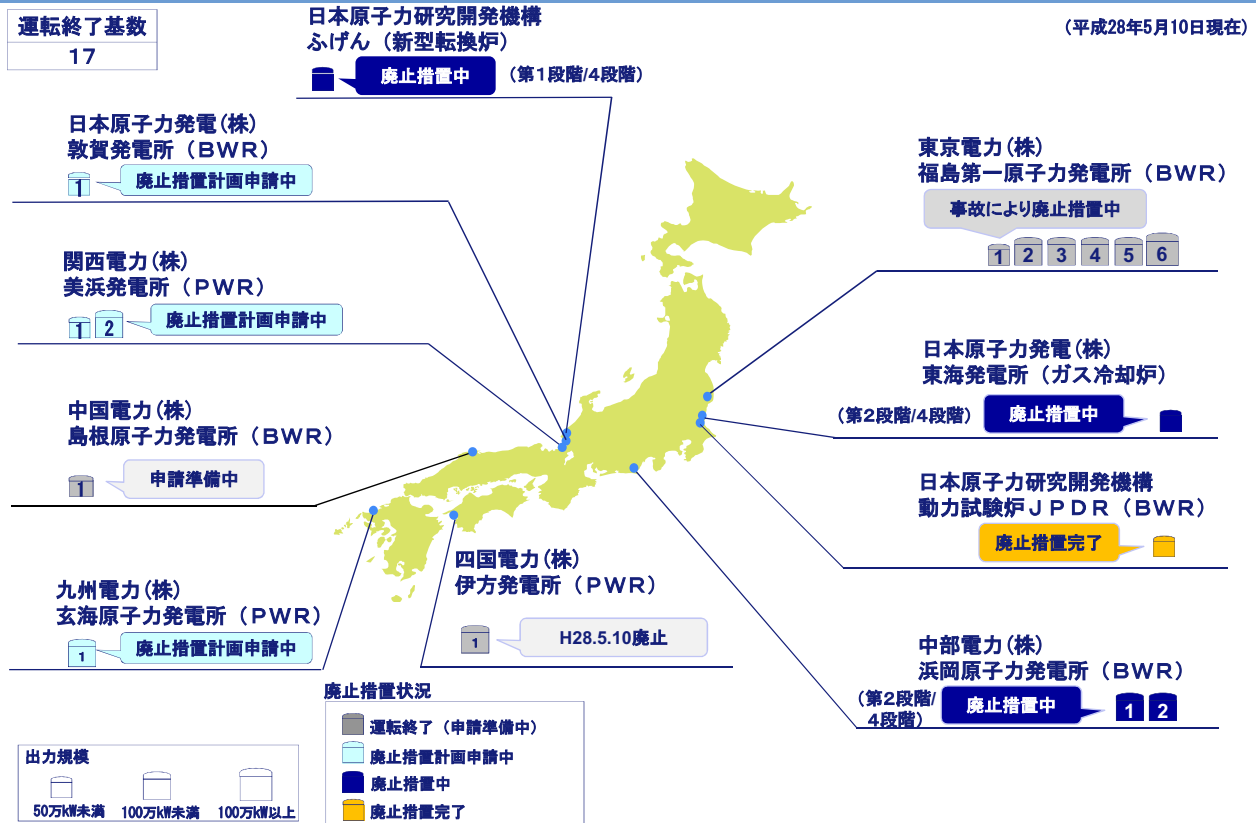 運転終了基数
17
(平成28年5月10日現在)
日本原子力研究開発機構
ふげん(新型転換炉)
廃止措置中
(第1段階/4段階)
日本原子力発電(株)
敦賀発電所(BWR)
1
廃止措置計画申請中
関西電力(株)
美浜発電所(PWR)
1 2
廃止措置計画申請中
中国電力(株)
島根原子力発電所(BWR)
1
申請準備中
九州電力(株)
玄海原子力発電所(PWR)
1
廃止措置計画申請中
四国電力(株)
伊方発電所(PWR)
1
H28.5.10廃止
東京電力(株)
福島第一原子力発電所(BWR)
事故により廃止措置中
1 2 3 4 5 6
日本原子力発電(株)
東海発電所(ガス冷却炉)
(第2段階/4段階)
廃止措置中
日本原子力研究開発機構
動力試験炉JPDR(BWR)
廃止措置完了
中部電力(株)
浜岡原子力発電所(BWR)
(第2段階/
4段階)
廃止措置中
1 2
廃止措置状況
運転終了(申請準備中)
廃止措置計画申請中
廃止措置中
廃止措置完了
出力規模
50万kW未満 100万kW未満 100万kW以上